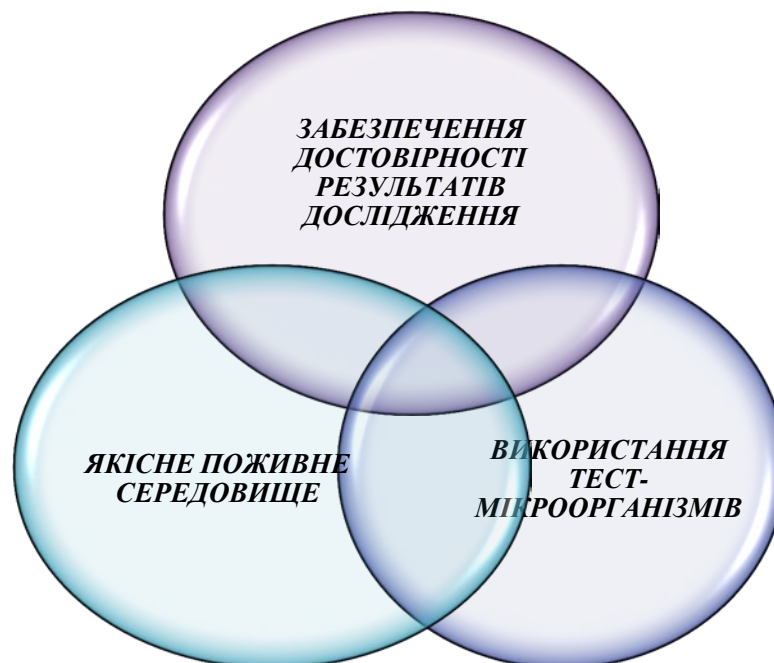 ЗАБЕЗПЕЧЕННЯ
ДОСТОВІРНОСТІ
РЕЗУЛЬТАТІВ
ДОСЛІДЖЕННЯ
ЯКІСНЕ ПОЖИВНЕ
СЕРЕДОВИЩЕ
ВИКОРИСТАННЯ
ТЕСТ-
МІКРООРГАНІЗМІВ